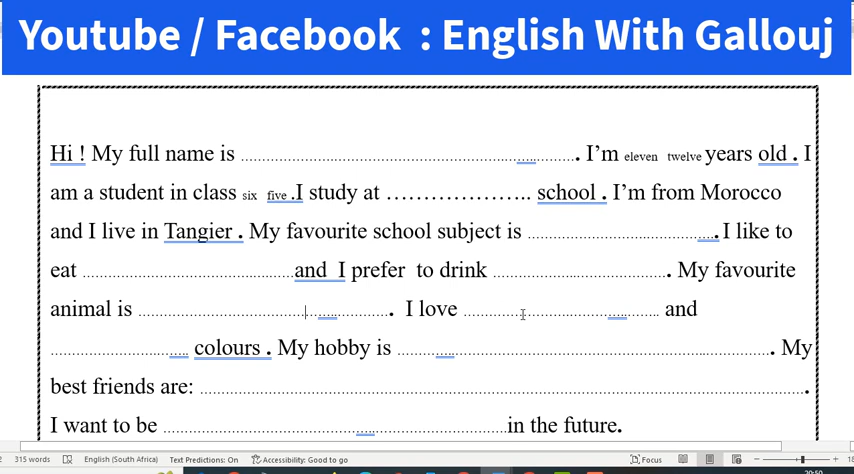 Youtube / Facebook : English With Gallouj
Hi ! My full name is ............................................................ . I'm eleven twelve years old . I
am a student in class six five .I study at ………………….. school . I'm from Morocco
and I live in Tangier . My favourite school subject is ........................................ . I like to
eat ........................................ and I prefer to drink ........................................ . My favourite
animal is ........................................ . I love ........................................ and
.............................. colours . My hobby is ............................................................ . My
best friends are: .................................................................................... .
I want to be ............................................................ in the future.
315 words English (South Africa) Text Predictions: On Accessibility: Good to go Focus